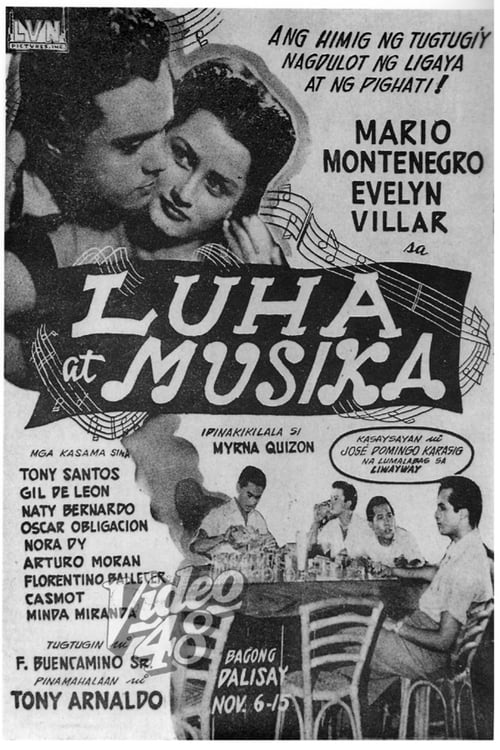 LVN
PICTURES, INC.
ANG HIMIG NG TUGTUGI'Y
NAGDULOT NG LIGAYA
AT NG PIGHATI!
MARIO
MONTENEGRO
EVELYN
VILLAR
sa
LUHA
at MUSIKA
IPINAKIKILALA SI
MYRNA QUIZON
KASAYSAYAN ni
JOSÉ DOMINGO KARASIG
NA LUMALABAS SA
LIWAYWAY
MGA KASAMA SINA
TONY SANTOS
GIL DE LEON
NATY BERNARDO
OSCAR OBLIGACION
NORA DY
ARTURO MORAN
FLORENTINO BALLECER
CASMOT
MINDA MIRANDA
Video
48
TUGTUGIN ni
F. BUENCAMINO SR.
PINAMAHALAAN ni
TONY ARNALDO
BAGONG
DALISAY
NOV. 6-15